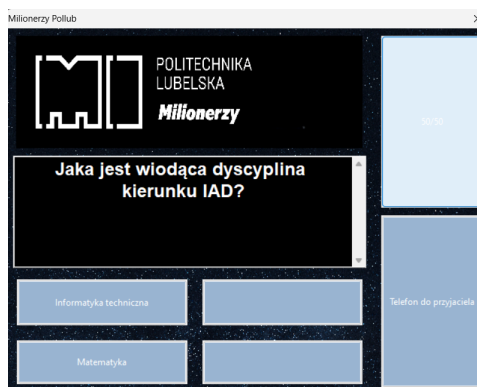 Milionerzy Pollub
POLITECHNIKA
LUBELSKA
Milionerzy
50/50
Jaka jest wiodąca dyscyplina
kierunku IAD?
Informatyka techniczna
Telefon do przyjaciela
Matematyka